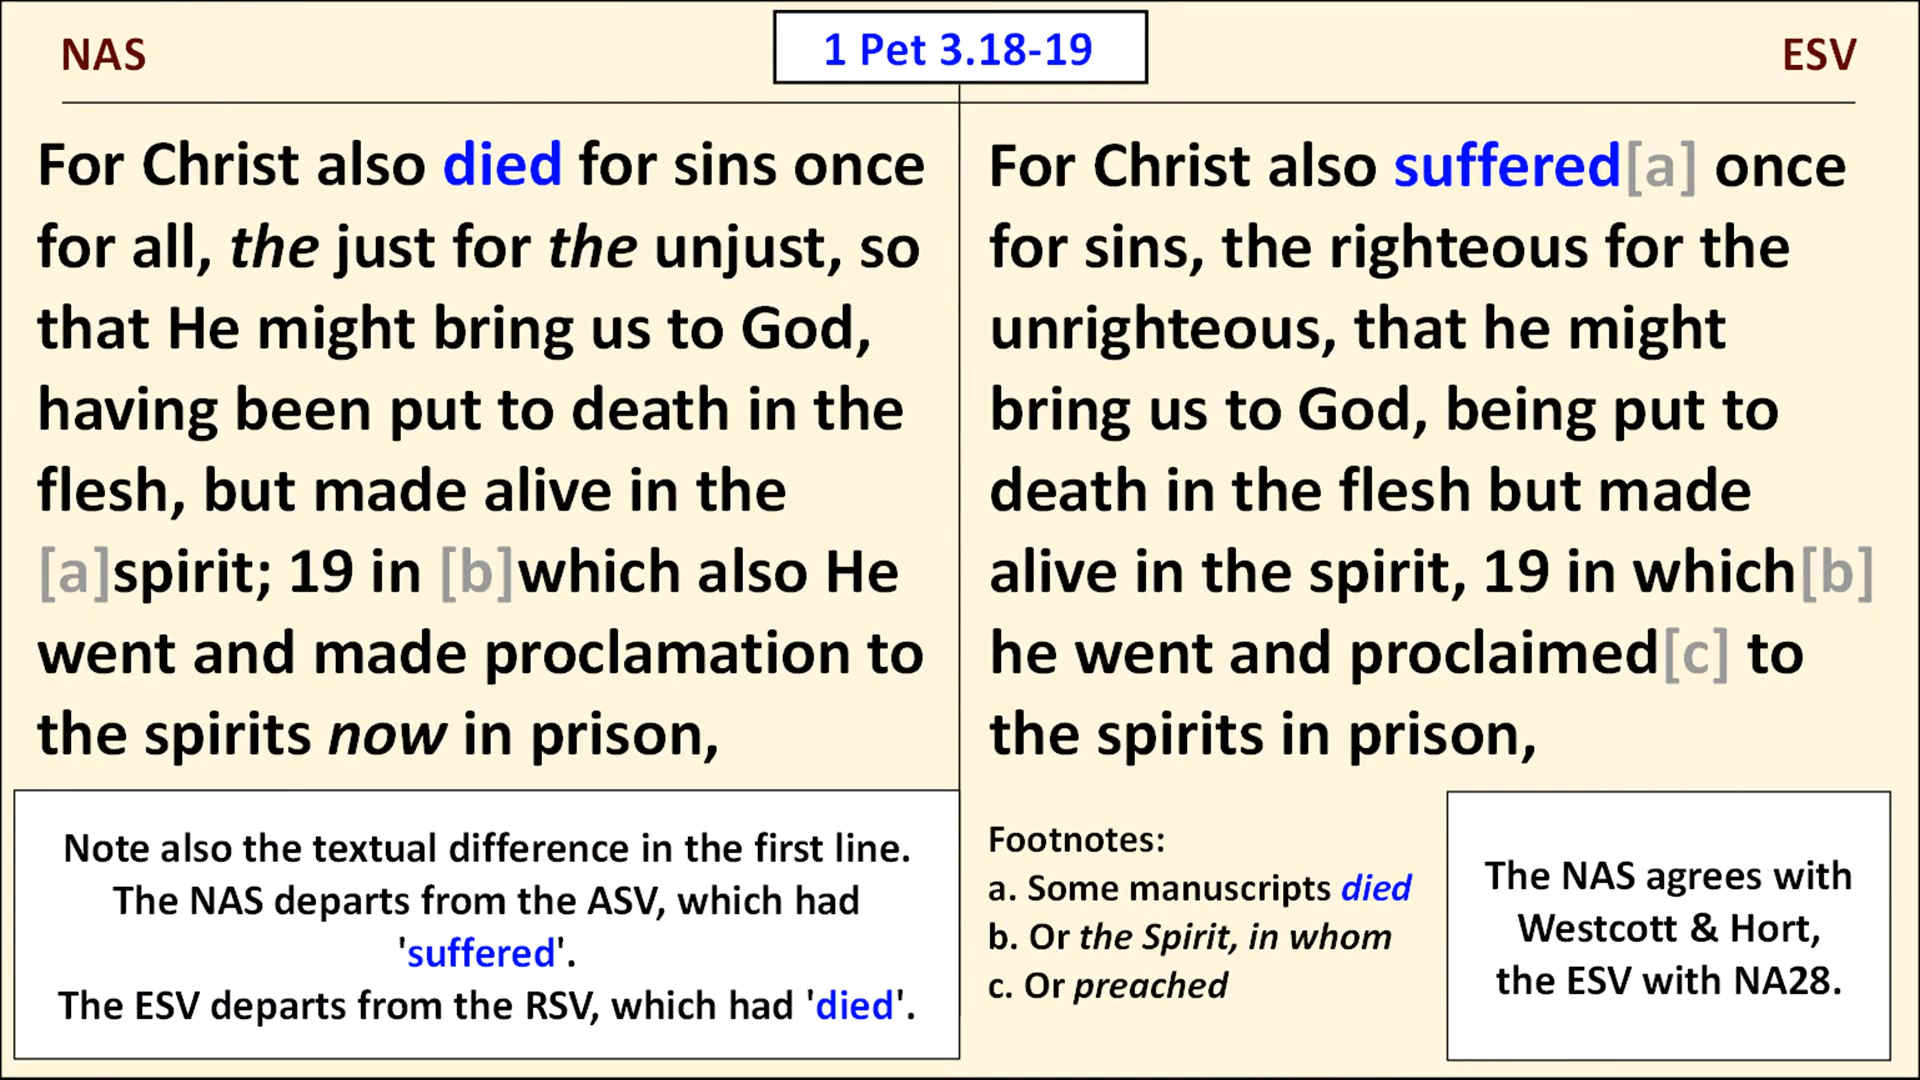 NAS
1 Pet 3.18-19
ESV
For Christ also died for sins once
for all, the just for the unjust, so
that He might bring us to God,
having been put to death in the
flesh, but made alive in the
[a]spirit; 19 in [b]which also He
went and made proclamation to
the spirits now in prison,
For Christ also suffered[a] once
for sins, the righteous for the
unrighteous, that he might
bring us to God, being put to
death in the flesh but made
alive in the spirit, 19 in which[b]
he went and proclaimed[c] to
the spirits in prison,
Note also the textual difference in the first line.
The NAS departs from the ASV, which had
'suffered'.
The ESV departs from the RSV, which had 'died'.
Footnotes:
a. Some manuscripts died
b. Or the Spirit, in whom
c. Or preached
The NAS agrees with
Westcott & Hort,
the ESV with NA28.